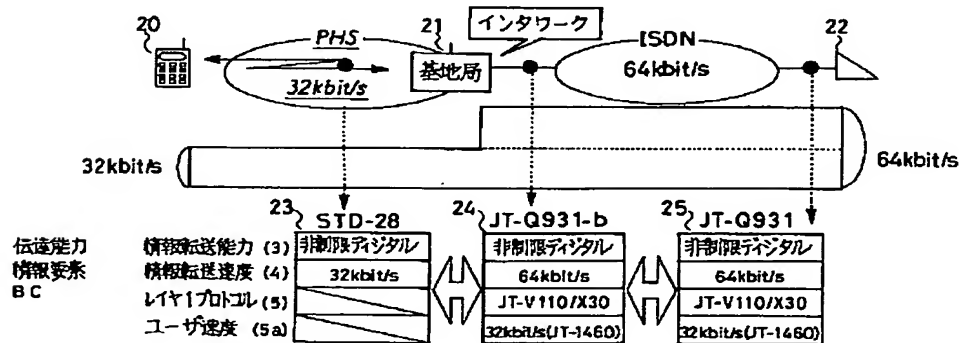 20
PHS
32kbit/s
21
基地局
インタワーク
ISDN
64kbit/s
22
32kbit/s
64kbit/s
23
STD-28
24
JT-Q931-b
25
JT-Q931
伝達能力
情報要素
BC
情報転送能力 (3)
非制限ディジタル
非制限ディジタル
非制限ディジタル
情報転送速度 (4)
32kbit/s
64kbit/s
64kbit/s
レイヤ1プロトコル (5)
JT-V110/X30
JT-V110/X30
ユーザ速度 (5a)
32kbit/s(JT-1460)
32kbit/s(JT-1460)